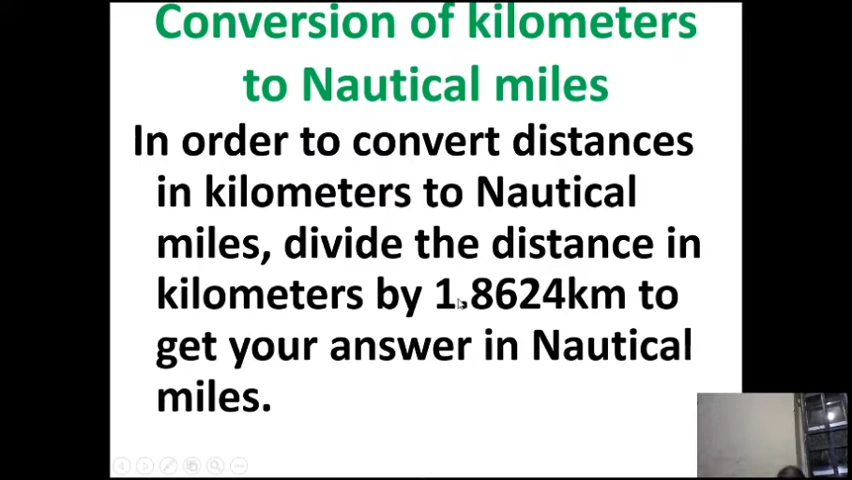 Conversion of kilometers
to Nautical miles
In order to convert distances
in kilometers to Nautical
miles, divide the distance in
kilometers by 1.8624km to
get your answer in Nautical
miles.